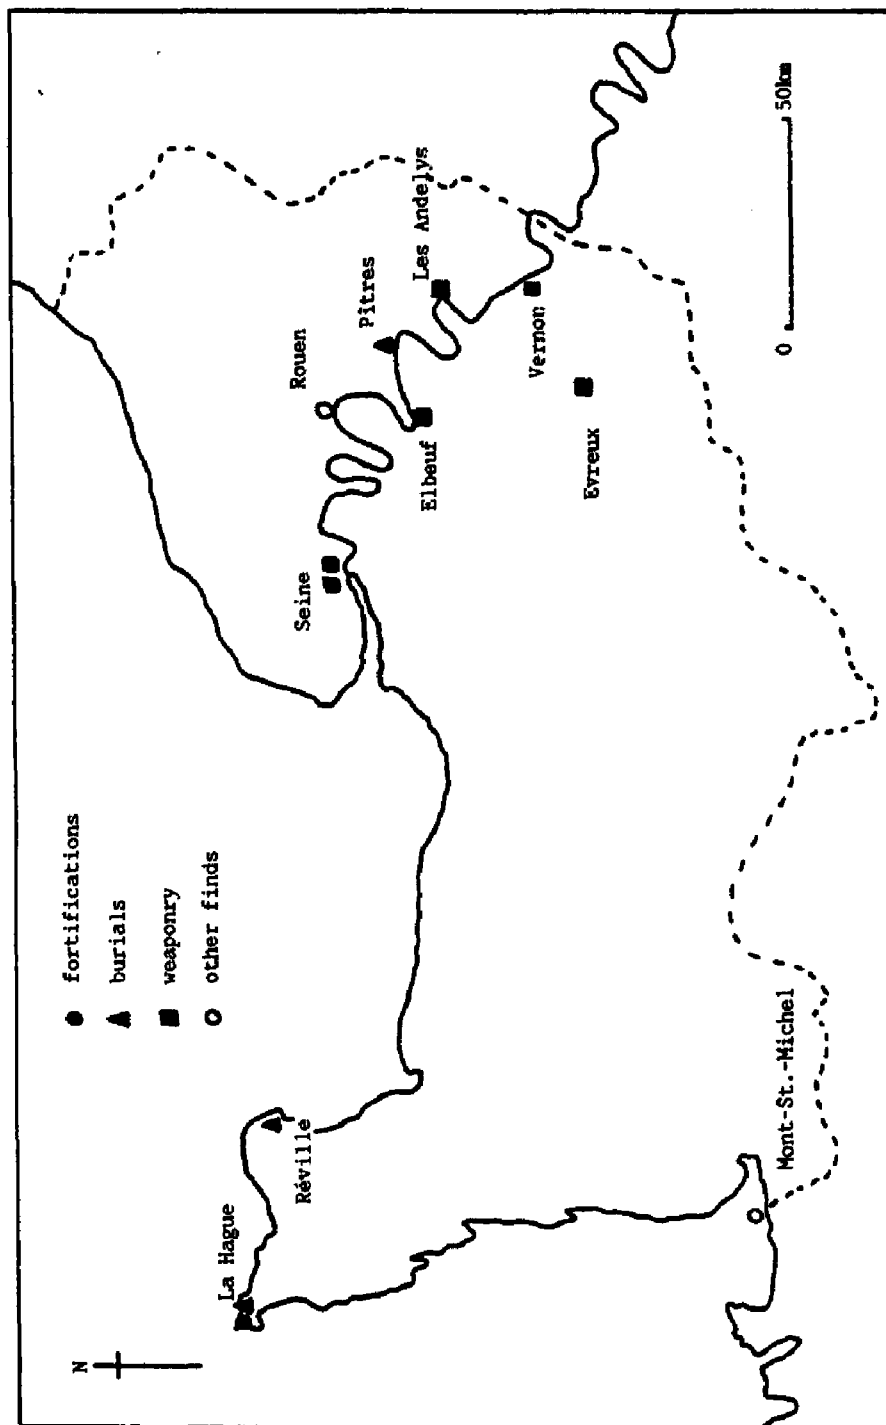 N
fortifications
burials
weaponry
other finds
La Hague
Réville
Seine
Rouen
Pîtres
Les Andelys
Elbeuf
Vernon
Evreux
Mont-St.-Michel
0
50km